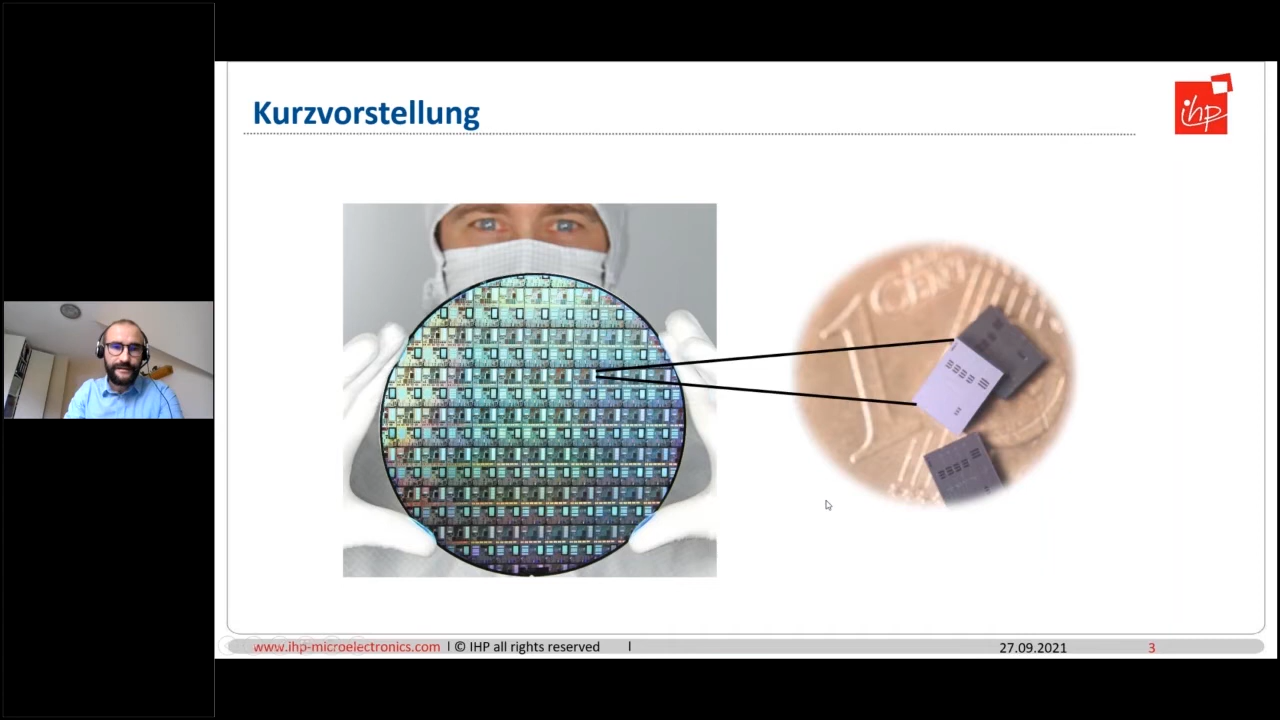 Kurzvorstellung
ihp
1 CENT
www.ihp-microelectronics.com I © IHP all rights reserved I
27.09.2021
3